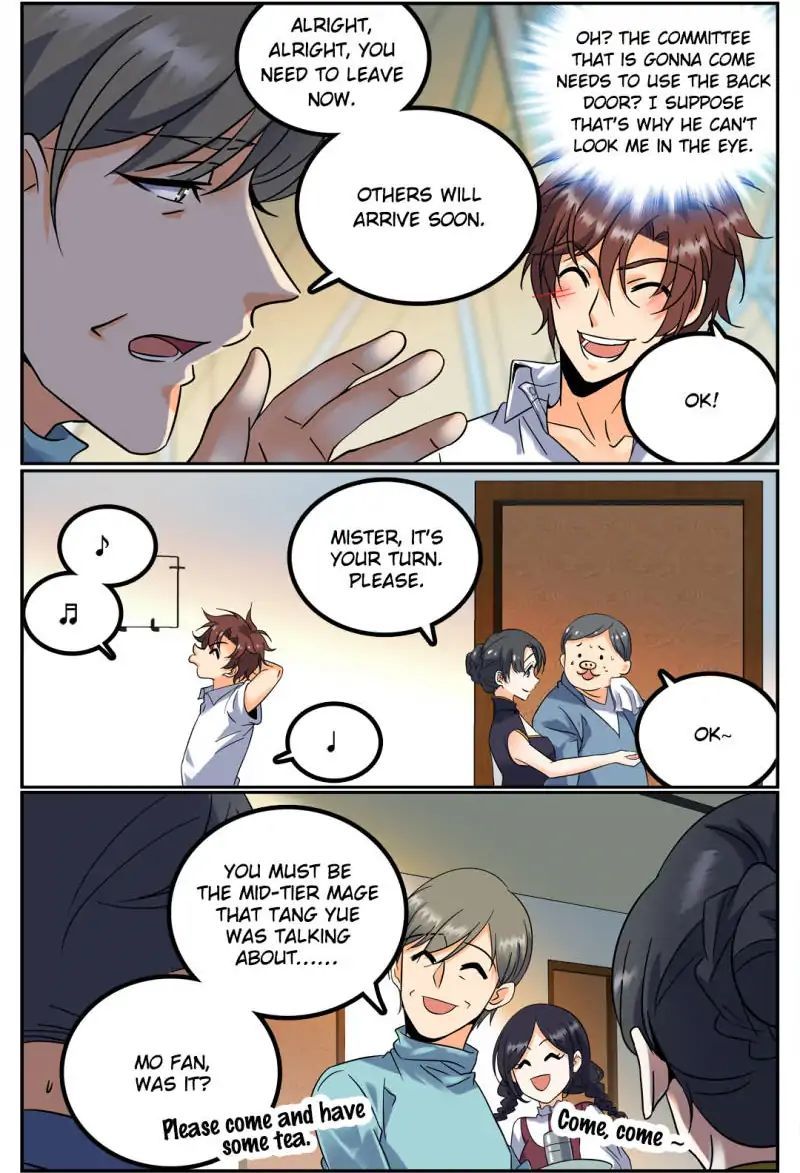 ALRIGHT,
ALRIGHT, YOU
NEED TO LEAVE
NOW.
OTHERS WILL
ARRIVE SOON.
OH? THE COMMITTEE
THAT IS GONNA COME
NEEDS TO USE THE BACK
DOOR? I SUPPOSE
THAT'S WHY HE CAN'T
LOOK ME IN THE EYE.
OK!
MISTER, IT'S
YOUR TURN.
PLEASE.
OK~
YOU MUST BE
THE MID-TIER MAGE
THAT TANG YUE
WAS TALKING
ABOUT……
MO FAN,
WAS IT?
Please come and have
some tea.
Come, come ~